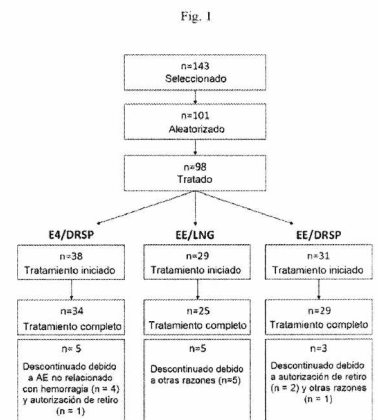 Fig. 1
n=143
Seleccionado
n=101
Aleatorizado
n=98
Tratado
E4/DRSP
n=38
Tratamiento iniciado
n=34
Tratamiento completo
n= 5
Descontinuado debido
a AE no relacionado
con hemorragia (n = 4)
y autorización de retiro
(n = 1)
EE/LNG
n=29
Tratamiento iniciado
n=25
Tratamiento completo
n=5
Descontinuado debido
a otras razones (n=5)
EE/DRSP
n=31
Tratamiento iniciado
n=29
Tratamiento completo
n=3
Descontinuado debido
a autorización de retiro
(n = 2) y otras razones
(n = 1)